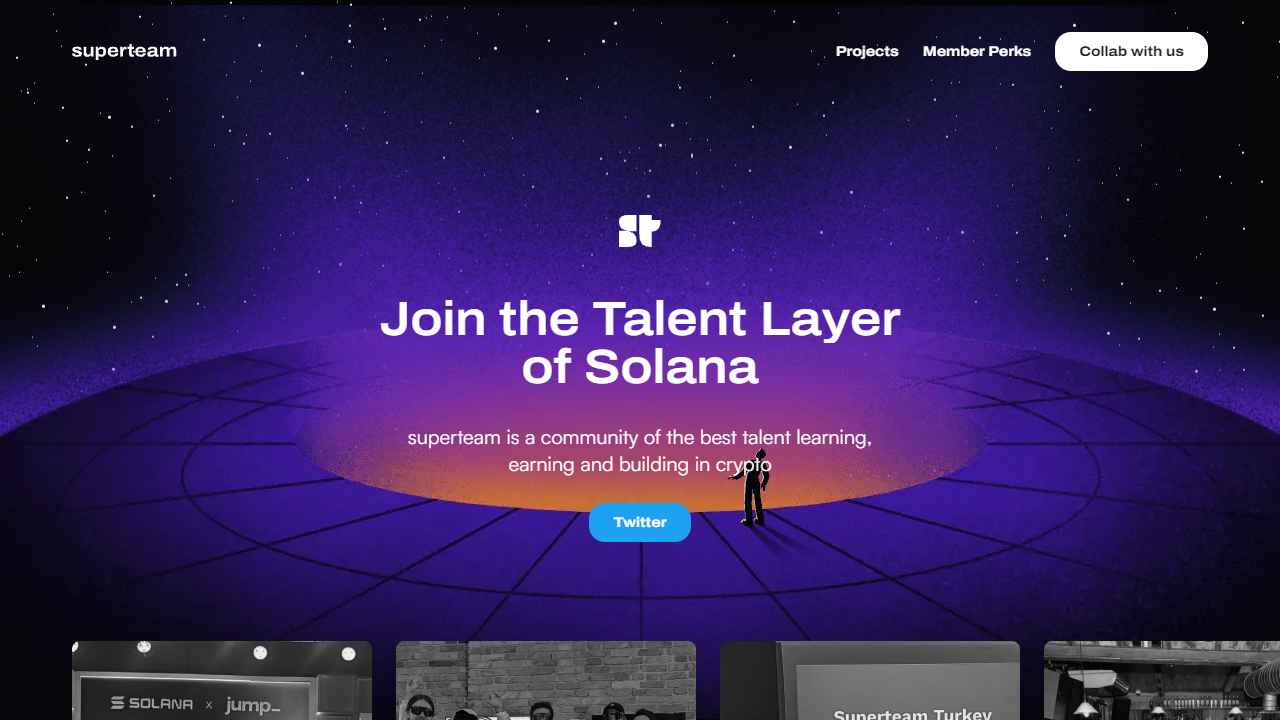 superteam
Projects
Member Perks
Collab with us
st
Join the Talent Layer
of Solana
superteam is a community of the best talent learning,
earning and building in crypto
Twitter
SOLANA x jump_
Superteam Turkey